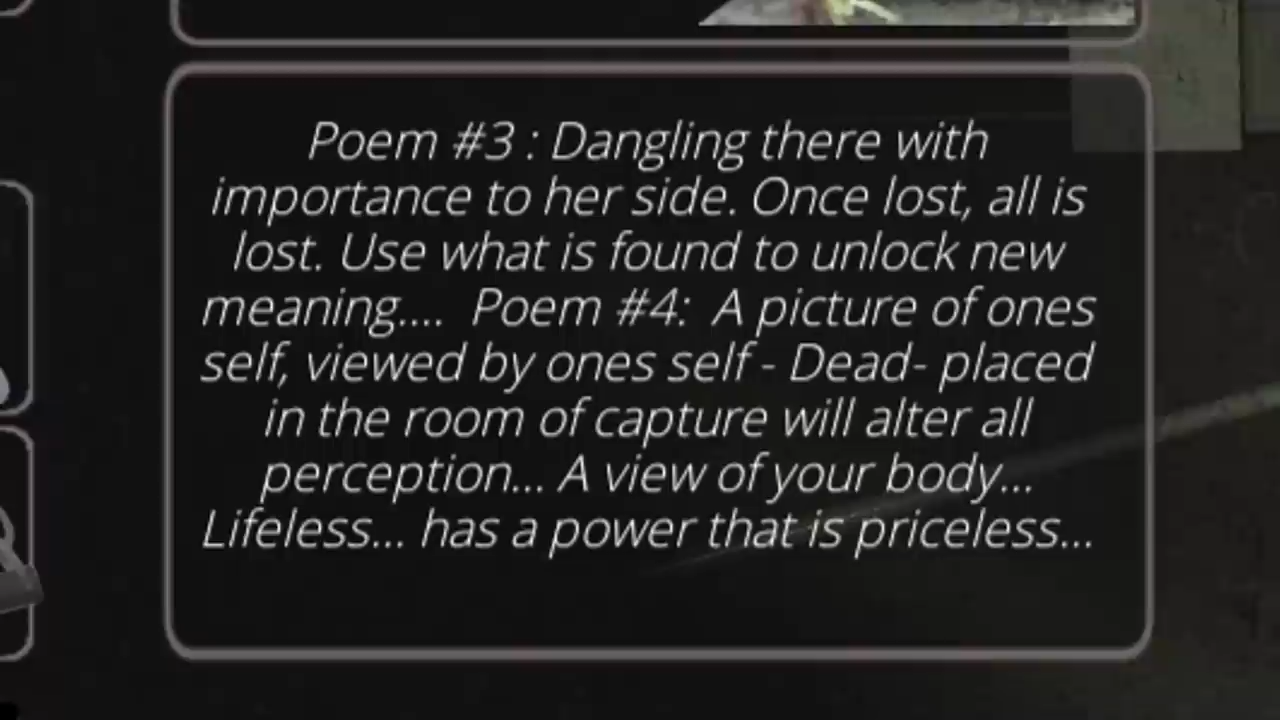 Poem #3 : Dangling there with
importance to her side. Once lost, all is
lost. Use what is found to unlock new
meaning.... Poem #4: A picture of ones
self, viewed by ones self - Dead- placed
in the room of capture will alter all
perception... A view of your body...
Lifeless... has a power that is priceless...